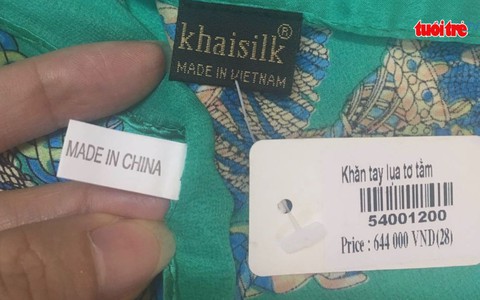 tuổi trẻ
khaisilk®
MADE IN VIETNAM
MADE IN CHINA
Khăn tay lụa tơ tằm
54001200
Price : 644 000 VND(28)